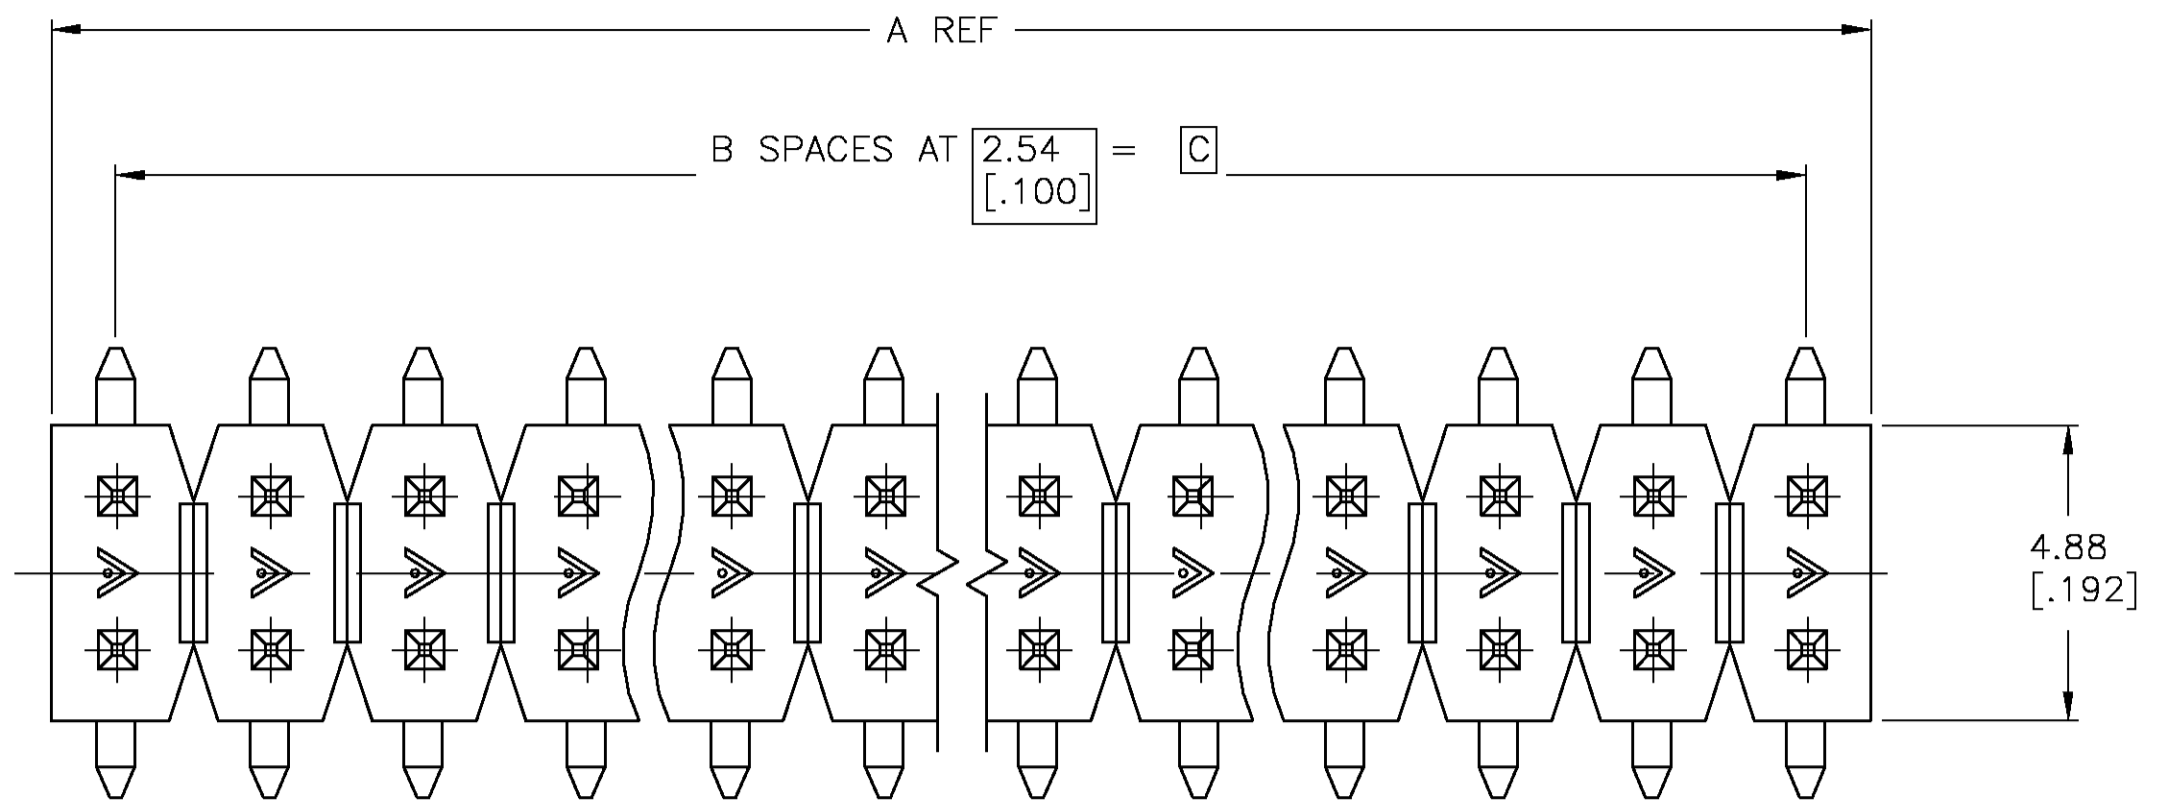 A REF
B SPACES AT 2.54 = C
[.100]
4.88
[.192]